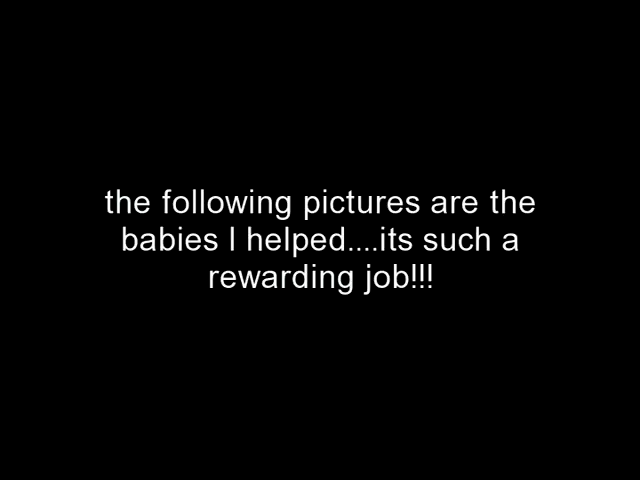 the following pictures are the
babies I helped....its such a
rewarding job!!!